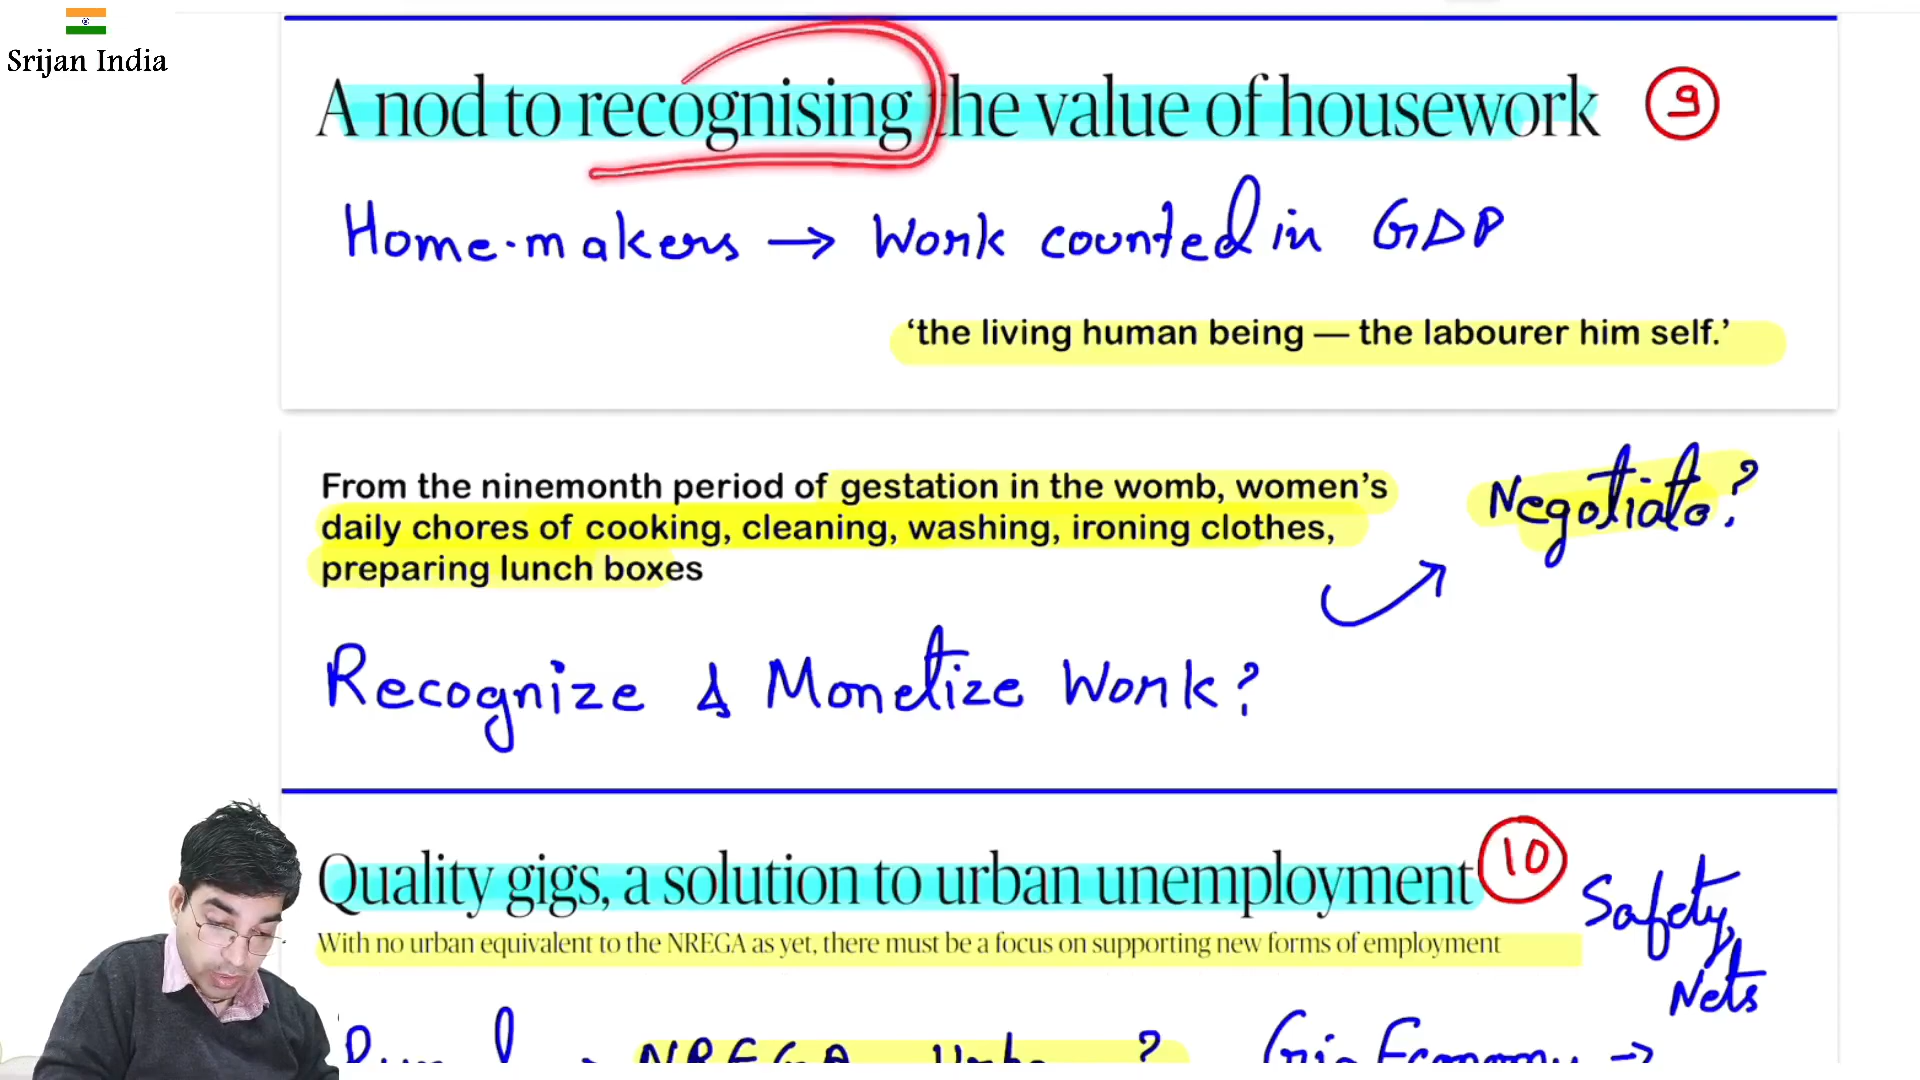 Srijan India
A nod to recognising the value of housework 9
Home-makers → Work counted in GDP
‘the living human being — the labourer him self.’
From the ninemonth period of gestation in the womb, women’s
daily chores of cooking, cleaning, washing, ironing clothes,
preparing lunch boxes
Negotiate?
Recognize & Monetize Work?
Quality gigs, a solution to urban unemployment 10
With no urban equivalent to the NREGA as yet, there must be a focus on supporting new forms of employment
Safety
Nets
NREGA ? Gig Economy →